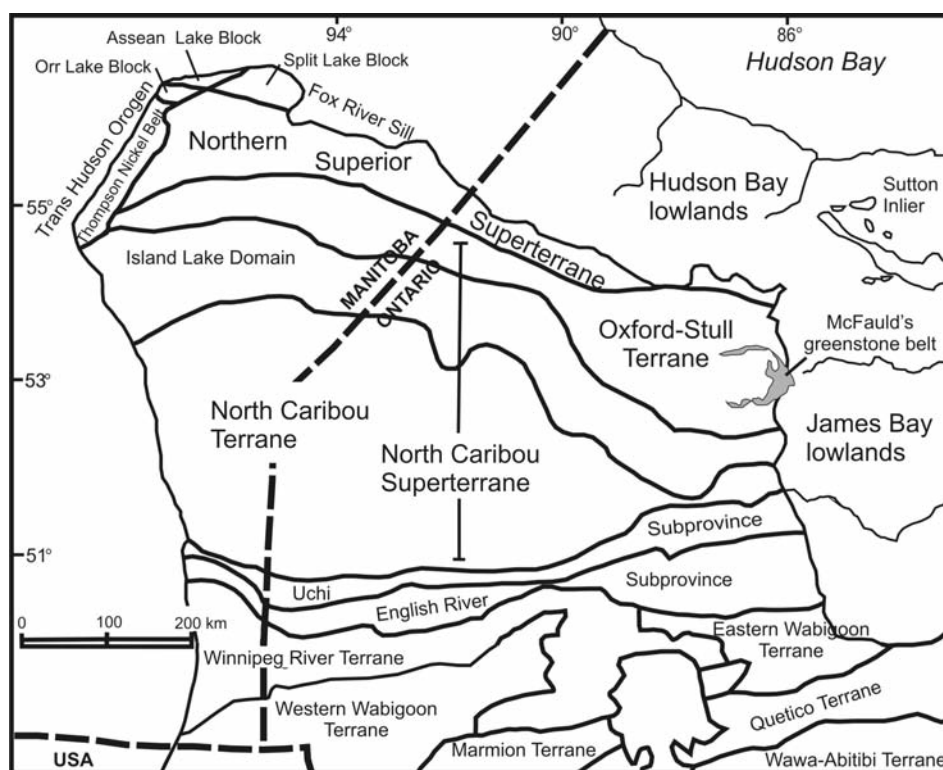 94°
90°
86°
Assean Lake Block
Orr Lake Block
Split Lake Block
Hudson Bay
Fox River Sill
Trans Hudson Orogen
Thompson Nickel Belt
Northern
Superior
Superterrane
Hudson Bay
lowlands
Sutton
Inlier
55°
Island Lake Domain
MANITOBA
ONTARIO
Oxford-Stull
Terrane
McFauld's
greenstone belt
53°
North Caribou
Terrane
North Caribou
Superterrane
James Bay
lowlands
51°
Subprovince
Uchi
Subprovince
English River
0 100 200 km
Winnipeg River Terrane
Eastern Wabigoon
Terrane
Western Wabigoon
Terrane
Quetico Terrane
Marmion Terrane
Wawa-Abitibi Terrane
USA